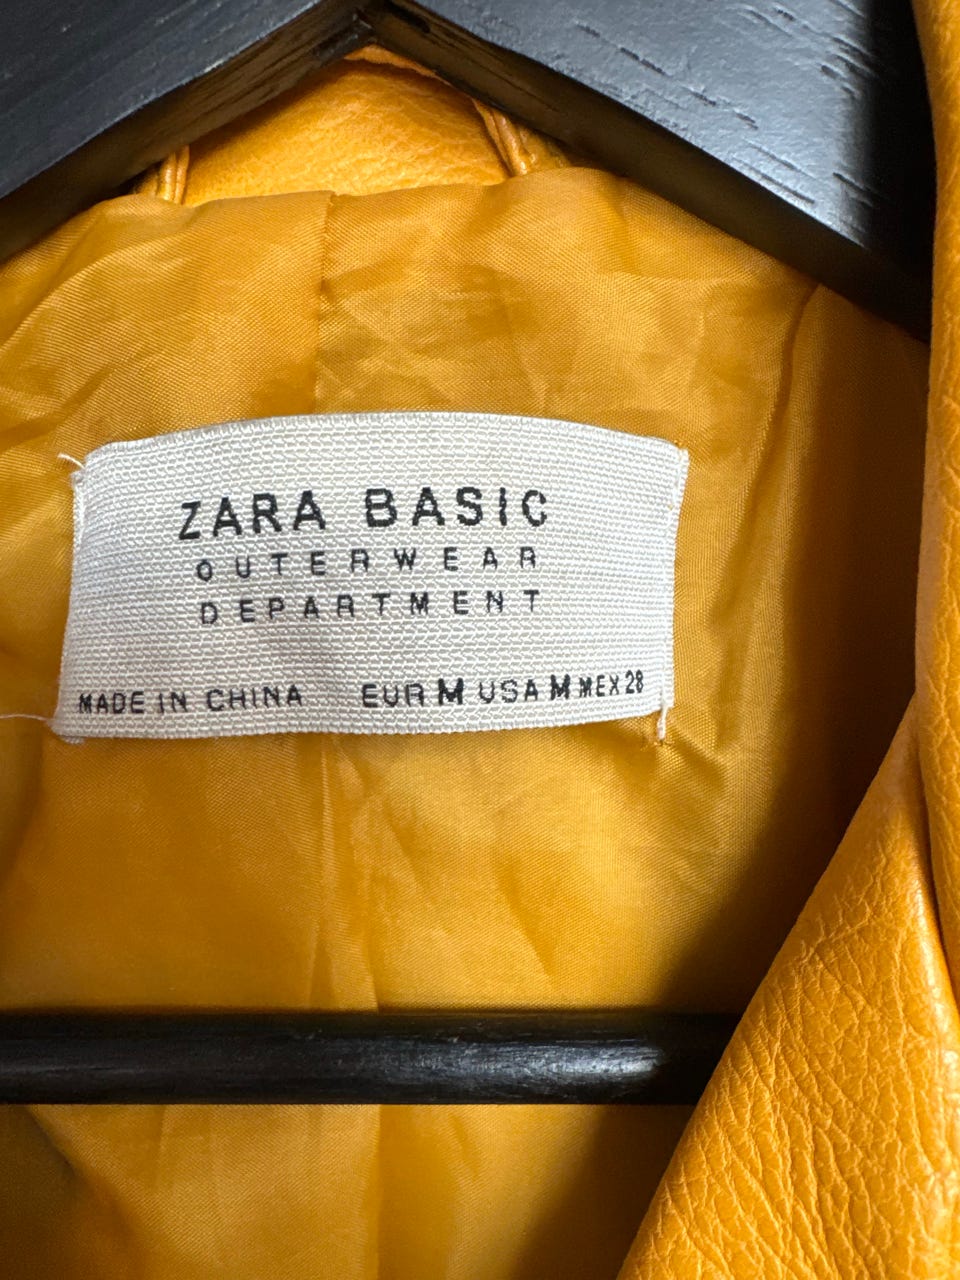 ZARA BASIC
OUTERWEAR
DEPARTMENT
MADE IN CHINA EUR M USA M MEX 28